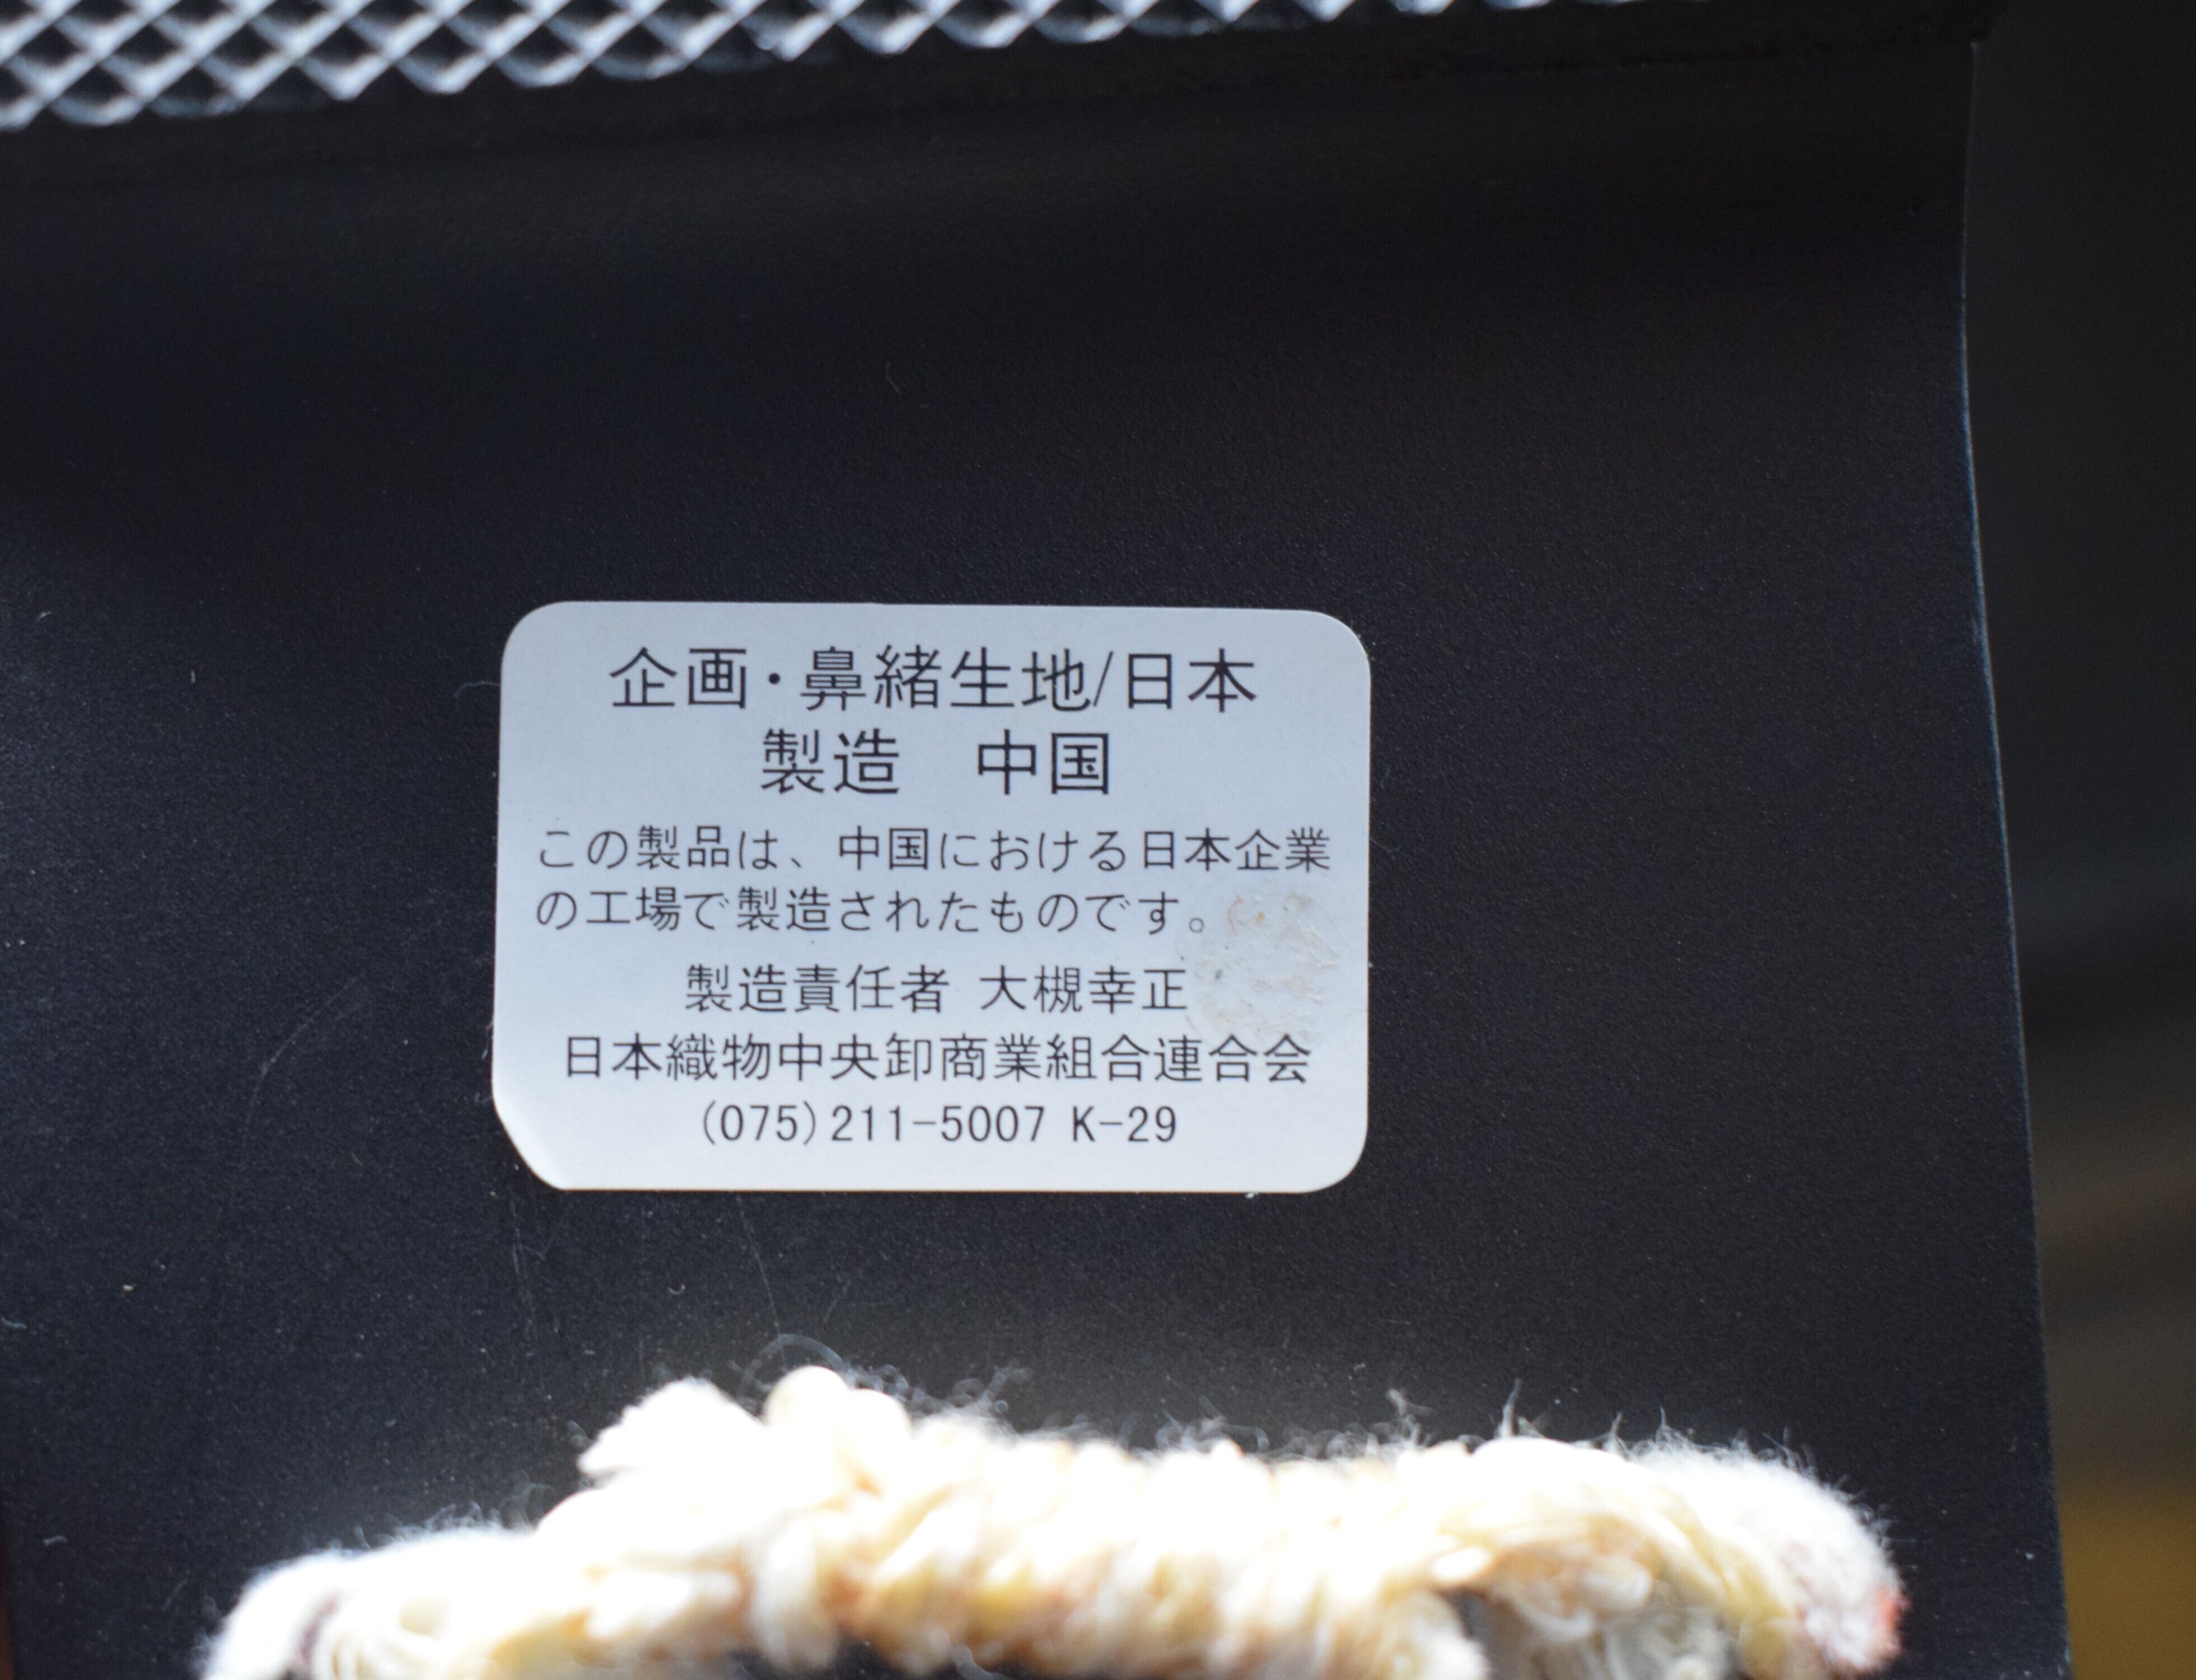 企画・鼻緒生地/日本
製造　中国
この製品は、中国における日本企業
の工場で製造されたものです。
製造責任者 大槻幸正
日本織物中央卸商業組合連合会
(075)211-5007 K-29